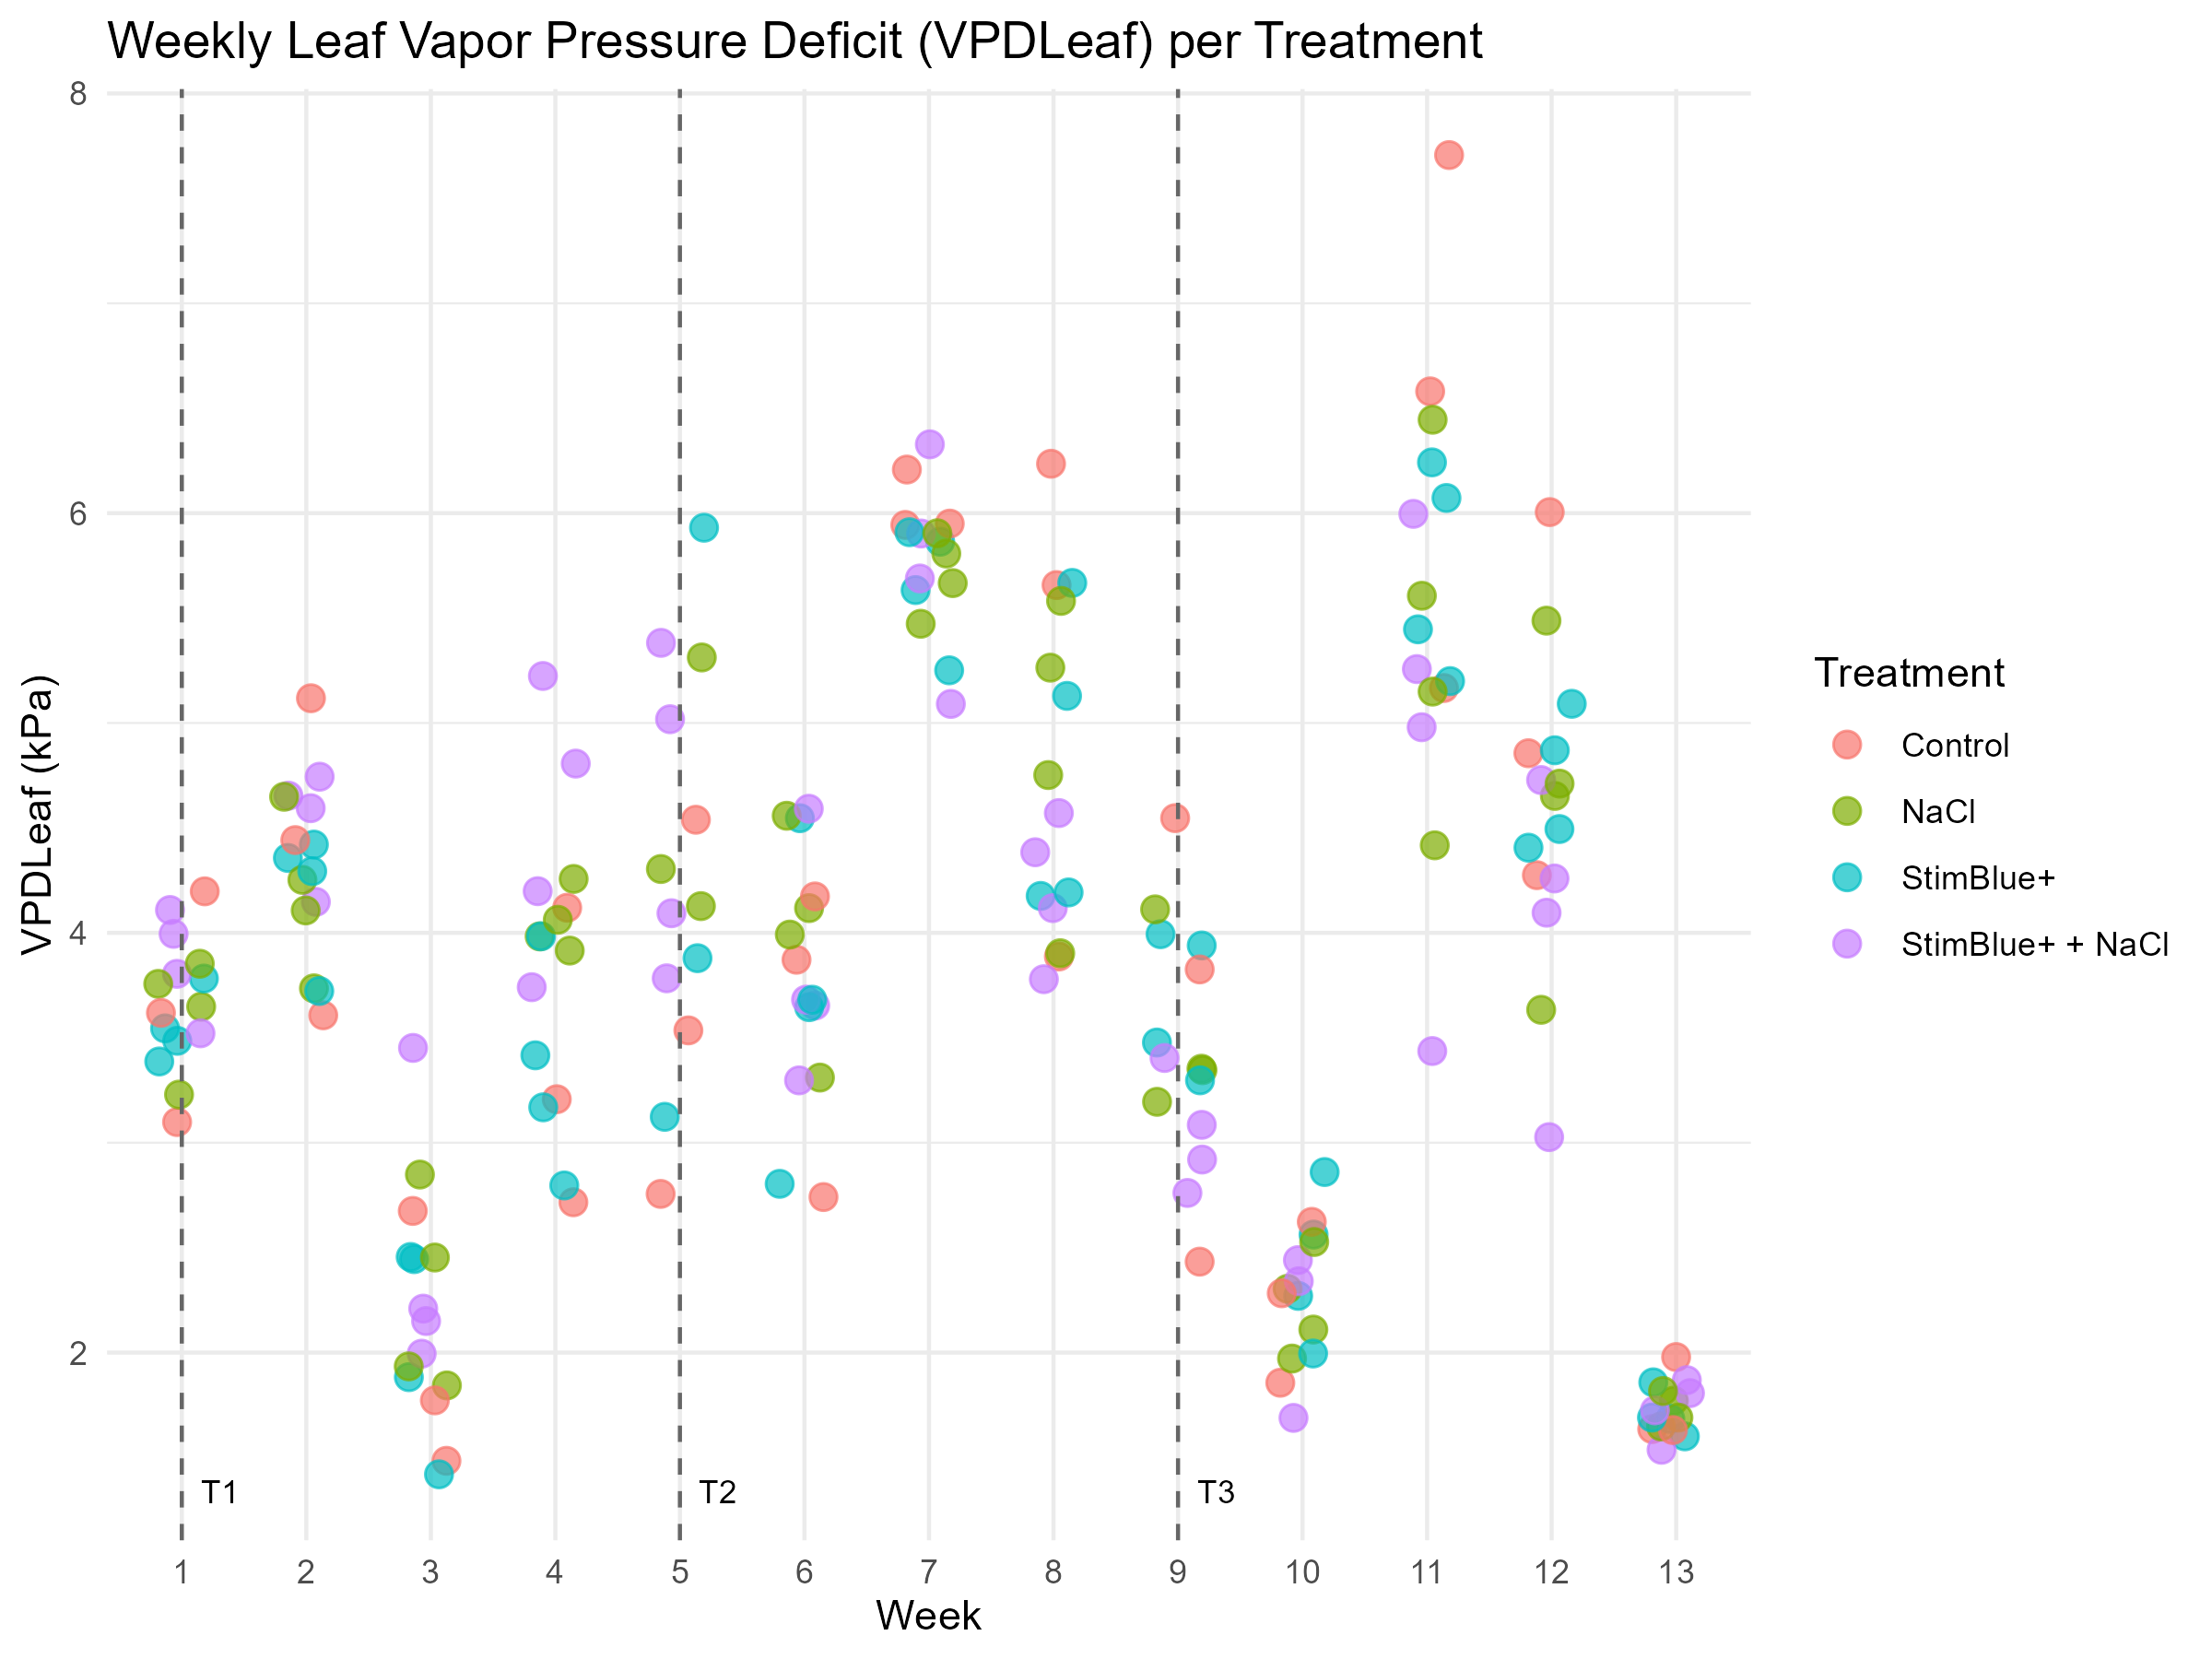 Weekly Leaf Vapor Pressure Deficit (VPDLeaf) per Treatment
8
6
4
2
VPDLeaf (kPa)
T1 T2 T3
1 2 3 4 5 6 7 8 9 10 11 12 13
Week
Treatment
Control
NaCl
StimBlue+
StimBlue+ + NaCl